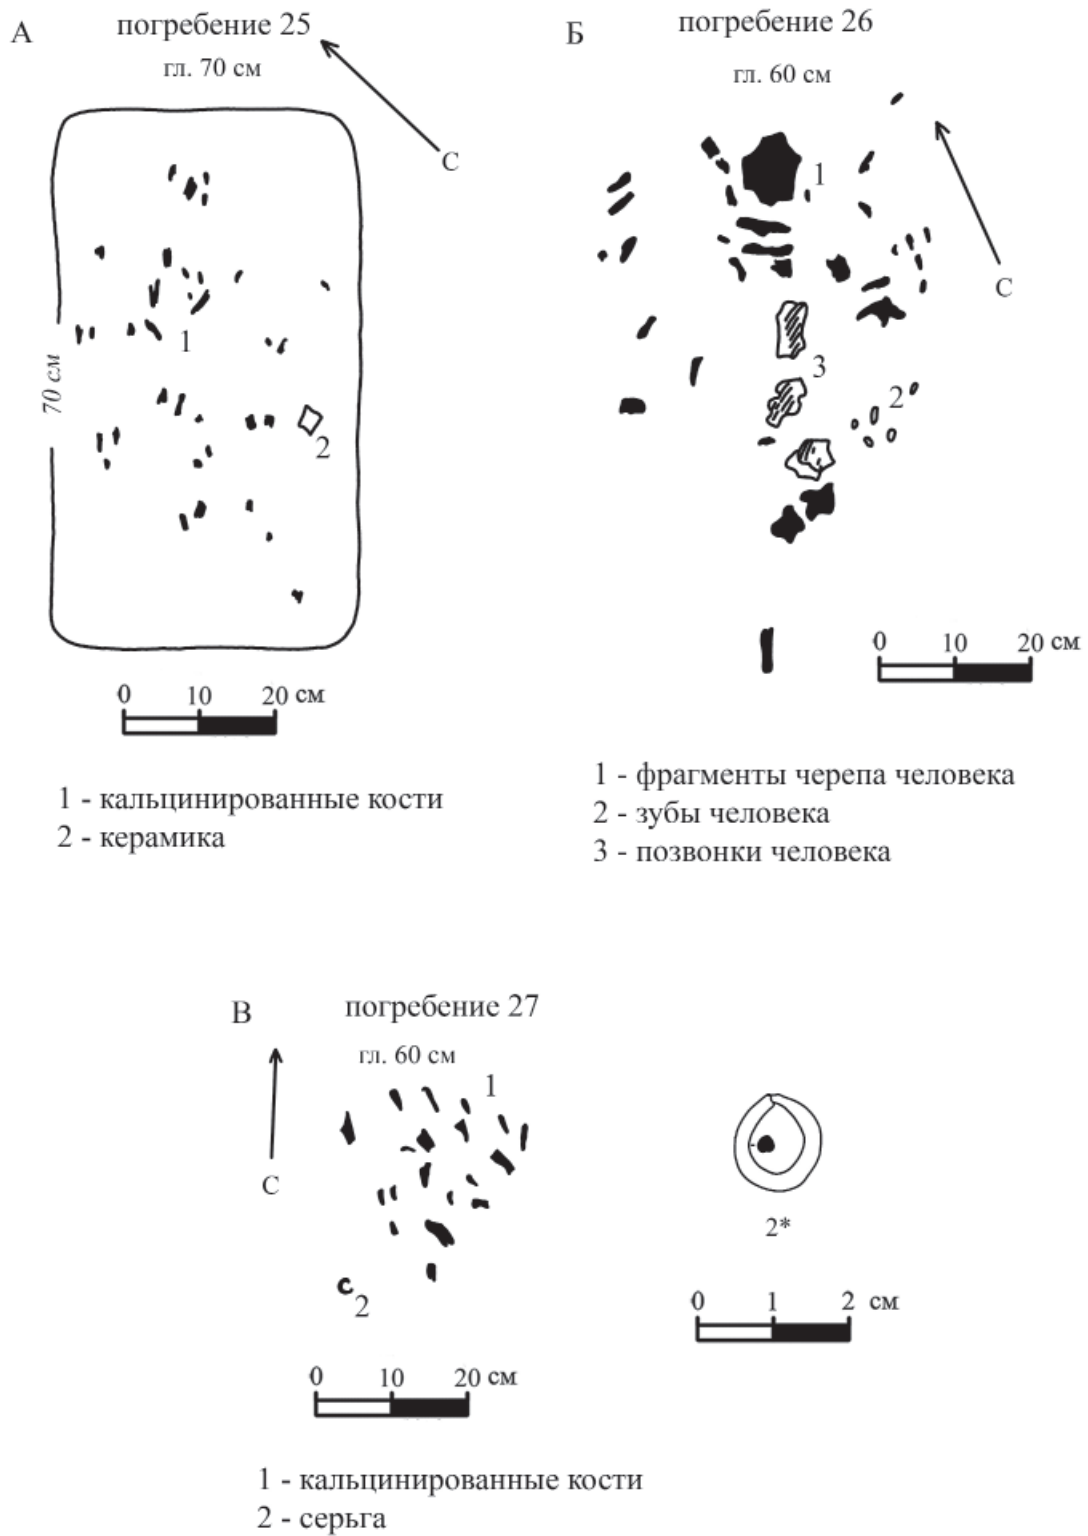 А
погребение 25
гл. 70 см
С
1
70 см
2
0 10 20 см
1 - кальцинированные кости
2 - керамика
Б
погребение 26
гл. 60 см
1
С
3
2
0 10 20 см
1 - фрагменты черепа человека
2 - зубы человека
3 - позвонки человека
В
погребение 27
гл. 60 см
1
С
2
2*
0 1 2 см
0 10 20 см
1 - кальцинированные кости
2 - серьга